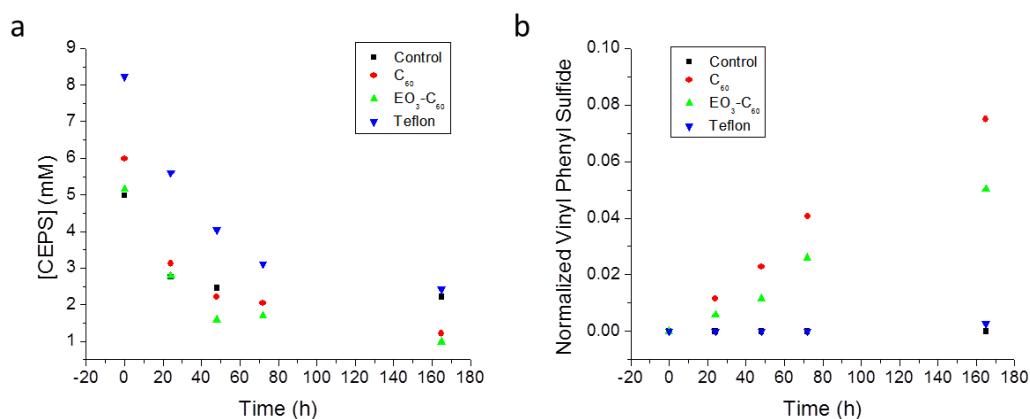 a
9
8
7
6
5
4
3
2
1
[CEPS] (mM)
Control
C₆₀
EO₃-C₆₀
Teflon
-20 0 20 40 60 80 100 120 140 160 180
Time (h)
b
0.10
0.08
0.06
0.04
0.02
0.00
Normalized Vinyl Phenyl Sulfide
Control
C₆₀
EO₃-C₆₀
Teflon
-20 0 20 40 60 80 100 120 140 160 180
Time (h)